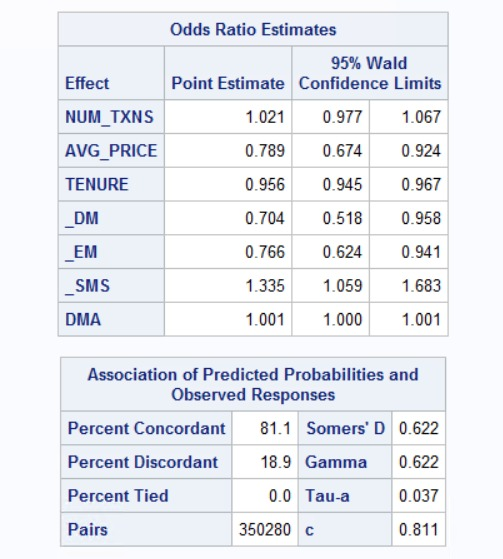 Odds Ratio Estimates
Effect Point Estimate 95% Wald Confidence Limits
NUM_TXNS 1.021 0.977 1.067
AVG_PRICE 0.789 0.674 0.924
TENURE 0.956 0.945 0.967
_DM 0.704 0.518 0.958
_EM 0.766 0.624 0.941
_SMS 1.335 1.059 1.683
DMA 1.001 1.000 1.001
Association of Predicted Probabilities and
Observed Responses
Percent Concordant 81.1 Somers' D 0.622
Percent Discordant 18.9 Gamma 0.622
Percent Tied 0.0 Tau-a 0.037
Pairs 350280 c 0.811